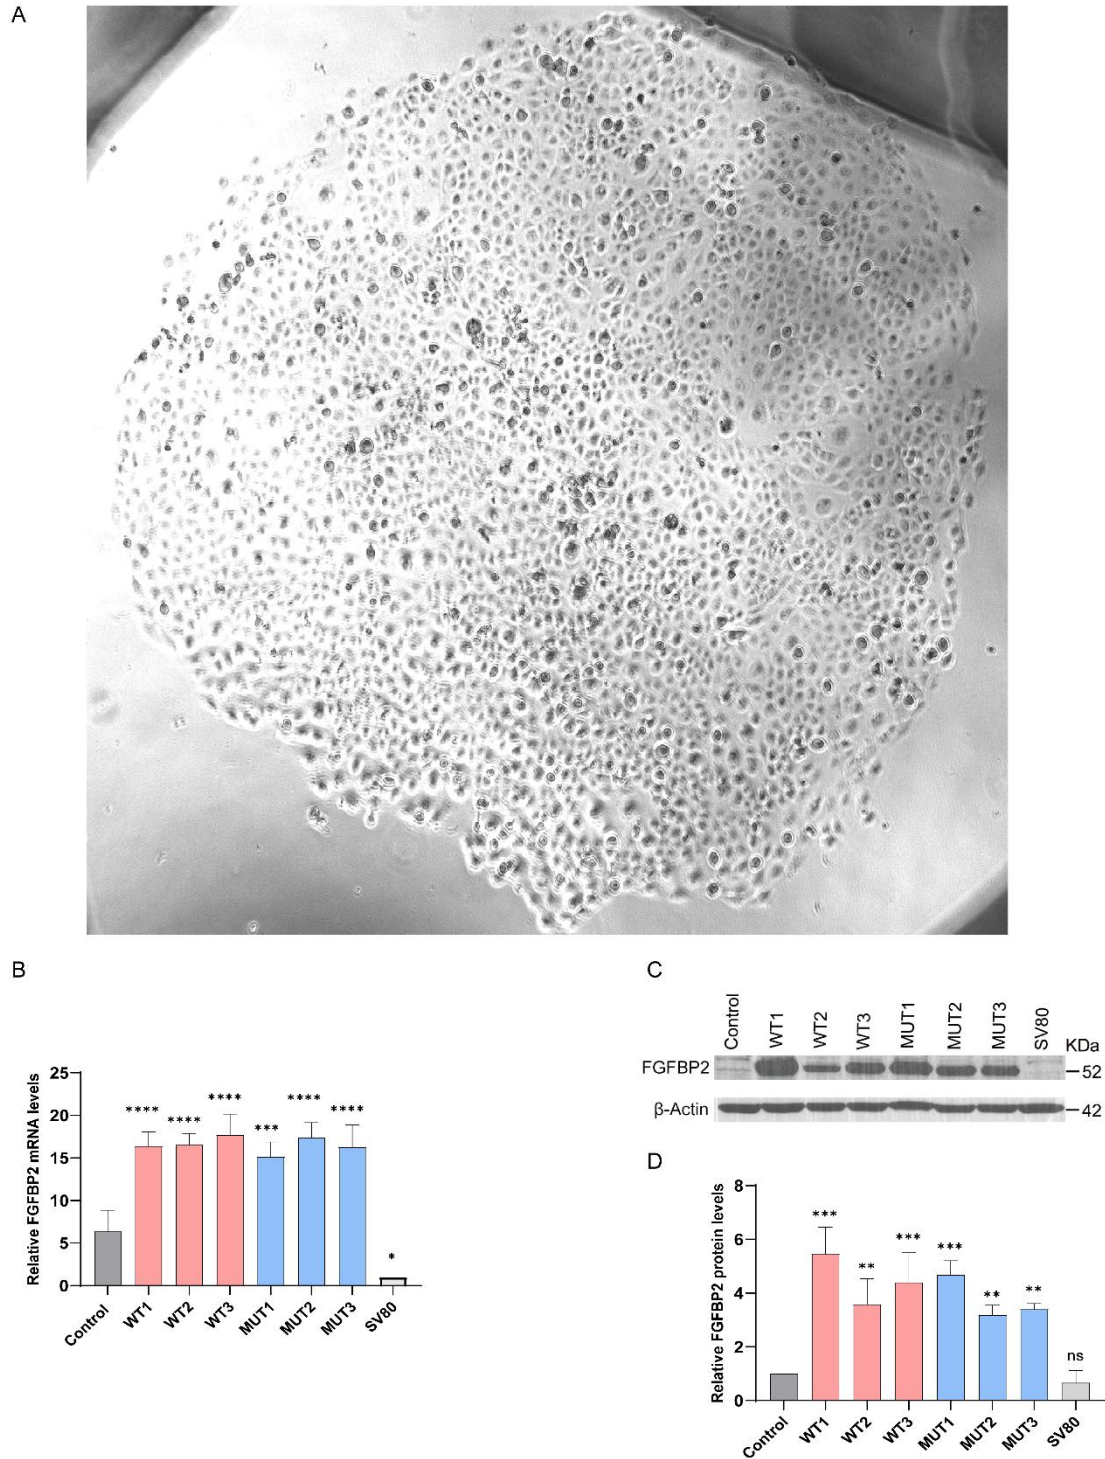 A
B
Relative FGFBP2 mRNA levels
25
20
15
10
5
0
****
****
****
***
****
****
*
Control
WT1
WT2
WT3
MUT1
MUT2
MUT3
SV80
C
Control
WT1
WT2
WT3
MUT1
MUT2
MUT3
SV80
KDa
FGFBP2
52
β-Actin
42
D
Relative FGFBP2 protein levels
8
6
4
2
0
***
**
***
***
**
**
ns
Control
WT1
WT2
WT3
MUT1
MUT2
MUT3
SV80